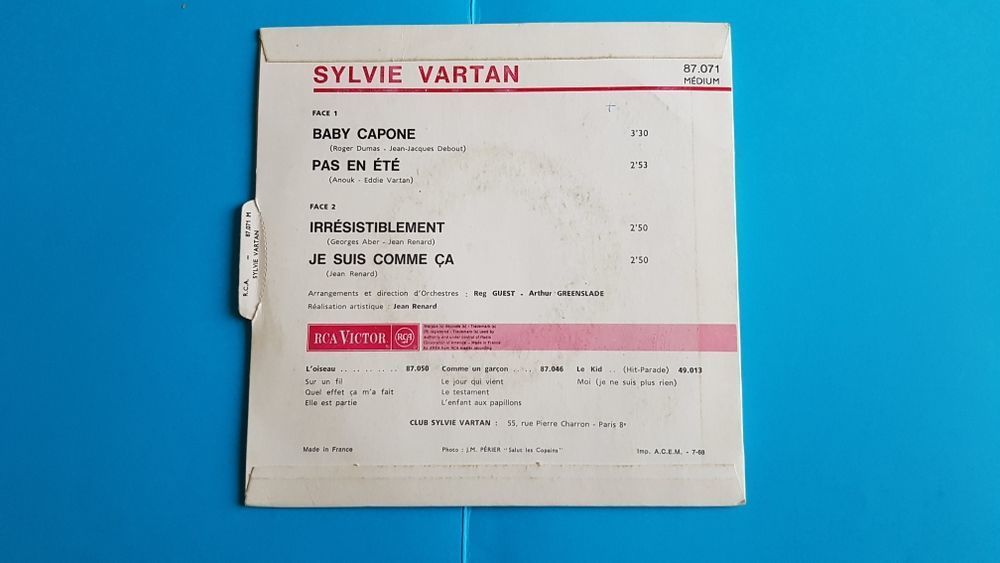 SYLVIE VARTAN
87.071
MÉDIUM
FACE 1
BABY CAPONE 3'30
(Roger Dumas - Jean-Jacques Debout)
PAS EN ÉTÉ 2'53
(Anouk - Eddie Vartan)
FACE 2
IRRÉSISTIBLEMENT 2'50
(Georges Aber - Jean Renard)
JE SUIS COMME ÇA 2'50
(Jean Renard)
Arrangements et direction d'Orchestres : Reg GUEST - Arthur GREENSLADE
Réalisation artistique : Jean Renard
R.C.A. - 87.071 M
SYLVIE VARTAN
RCA VICTOR RCA
L'oiseau .......... 87.050 Comme un garçon ...... 87.046 Le Kid .. (Hit-Parade) 49.013
Sur un fil Le jour qui vient Moi (je ne suis plus rien)
Quel effet ça m'a fait Le testament
Elle est partie L'enfant aux papillons
CLUB SYLVIE VARTAN : 55, rue Pierre Charron - Paris 8e
Made in France Photo : J.M. PÉRIER "Salut les Copains" Imp. A.C.E.M. - 7-68